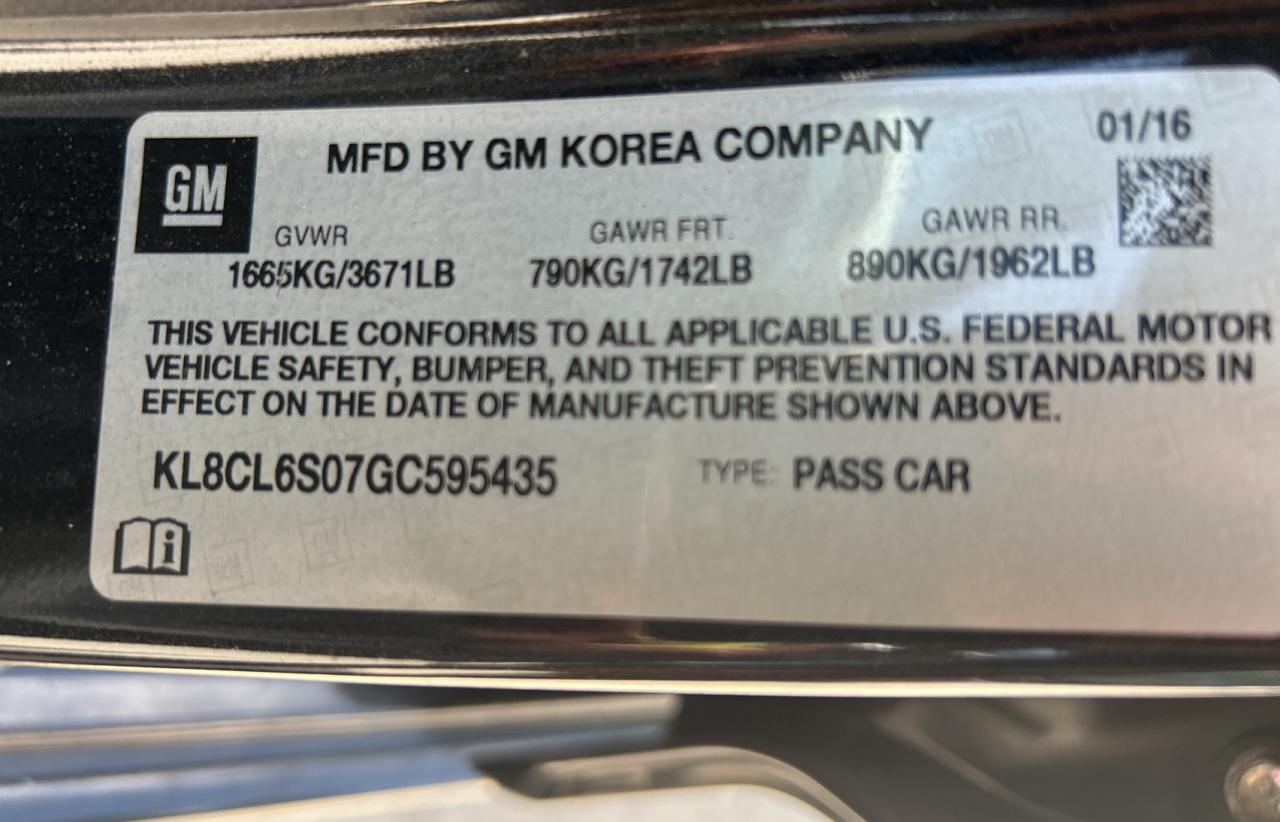 GM
MFD BY GM KOREA COMPANY
01/16
GVWR
GAWR FRT.
GAWR RR.
1665KG/3671LB
790KG/1742LB
890KG/1962LB
THIS VEHICLE CONFORMS TO ALL APPLICABLE U.S. FEDERAL MOTOR
VEHICLE SAFETY, BUMPER, AND THEFT PREVENTION STANDARDS IN
EFFECT ON THE DATE OF MANUFACTURE SHOWN ABOVE.
KL8CL6S07GC595435
TYPE: PASS CAR
i